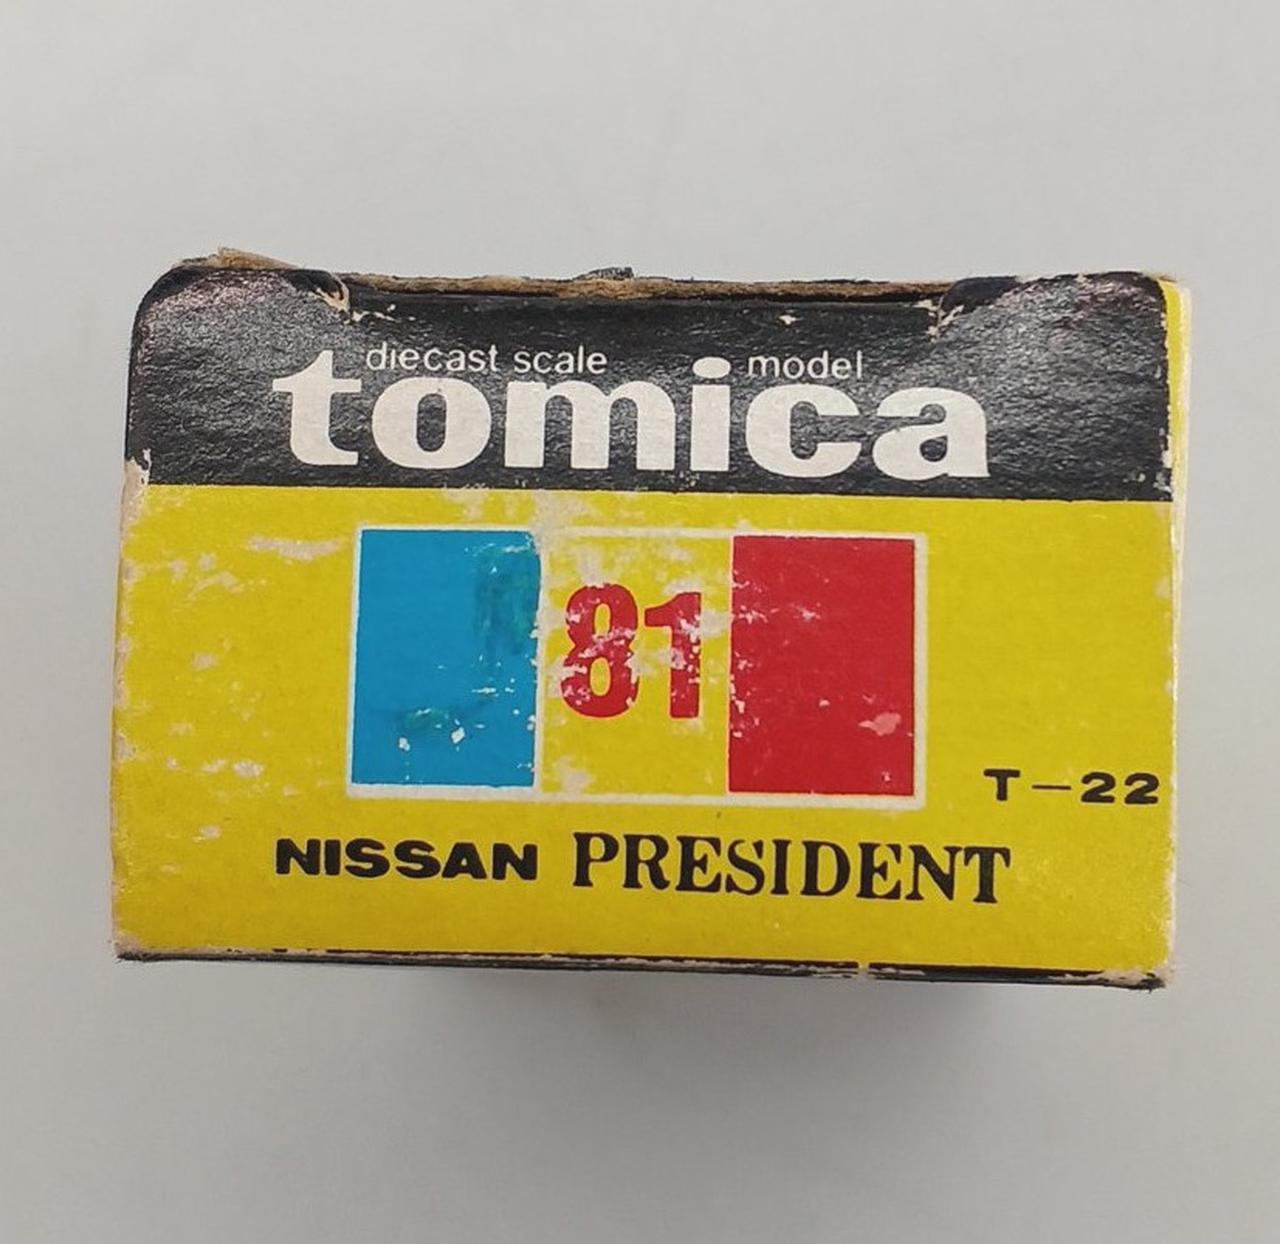 diecast scale model
tomica
81
T-22
NISSAN PRESIDENT